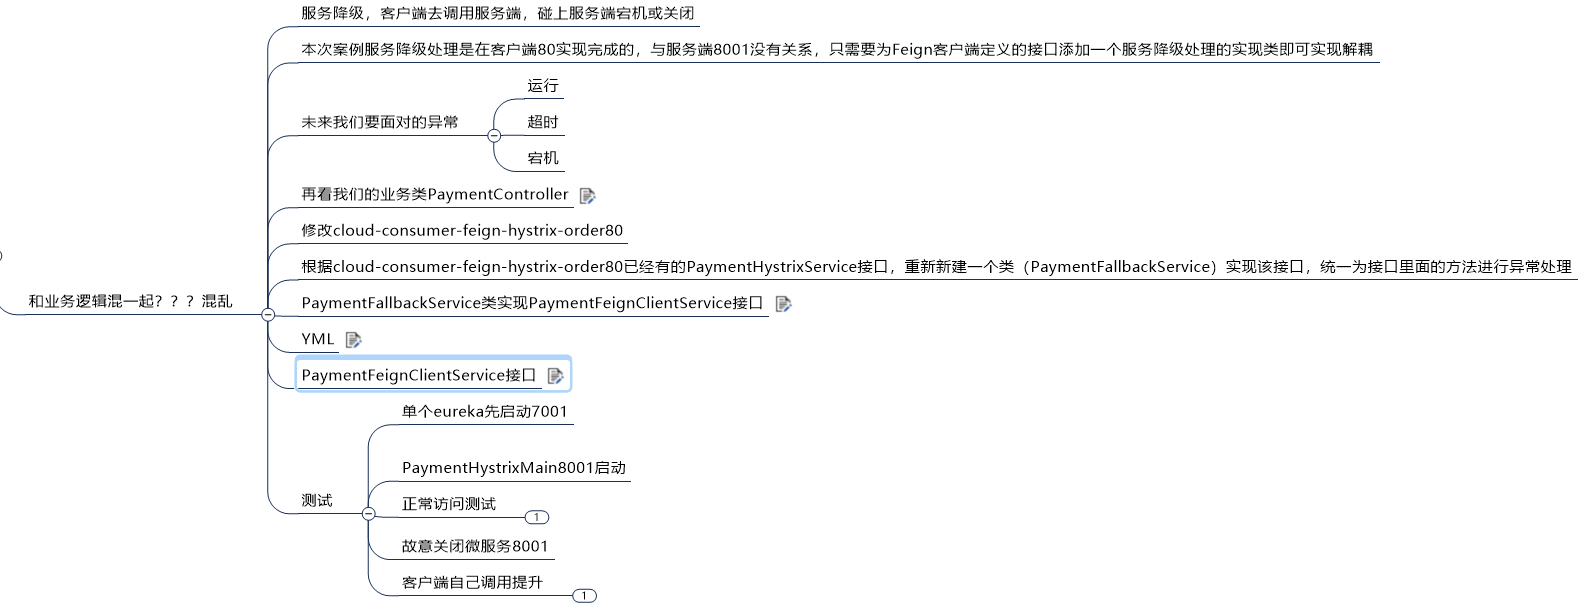 服务降级，客户端去调用服务端，碰上服务端宕机或关闭
本次案例服务降级处理是在客户端80实现完成的，与服务端8001没有关系，只需要为Feign客户端定义的接口添加一个服务降级处理的实现类即可实现解耦
运行
未来我们要面对的异常
超时
宕机
再看我们的业务类PaymentController
修改cloud-consumer-feign-hystrix-order80
根据cloud-consumer-feign-hystrix-order80已经有的PaymentHystrixService接口，重新新建一个类（PaymentFallbackService）实现该接口，统一为接口里面的方法进行异常处理
和业务逻辑混一起？？？混乱
PaymentFallbackService类实现PaymentFeignClientService接口
YML
PaymentFeignClientService接口
单个eureka先启动7001
PaymentHystrixMain8001启动
测试
正常访问测试
1
故意关闭微服务8001
客户端自己调用提升
1